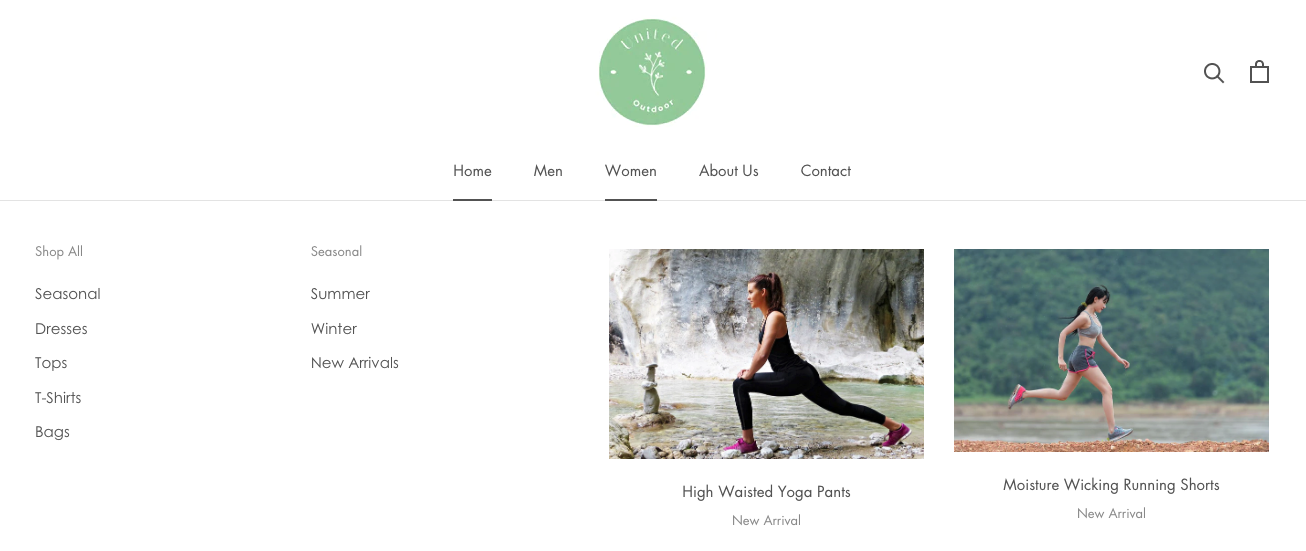 United
Outdoor
Home Men Women About Us Contact
Shop All
Seasonal
Dresses
Tops
T-Shirts
Bags
Seasonal
Summer
Winter
New Arrivals
High Waisted Yoga Pants
New Arrival
Moisture Wicking Running Shorts
New Arrival